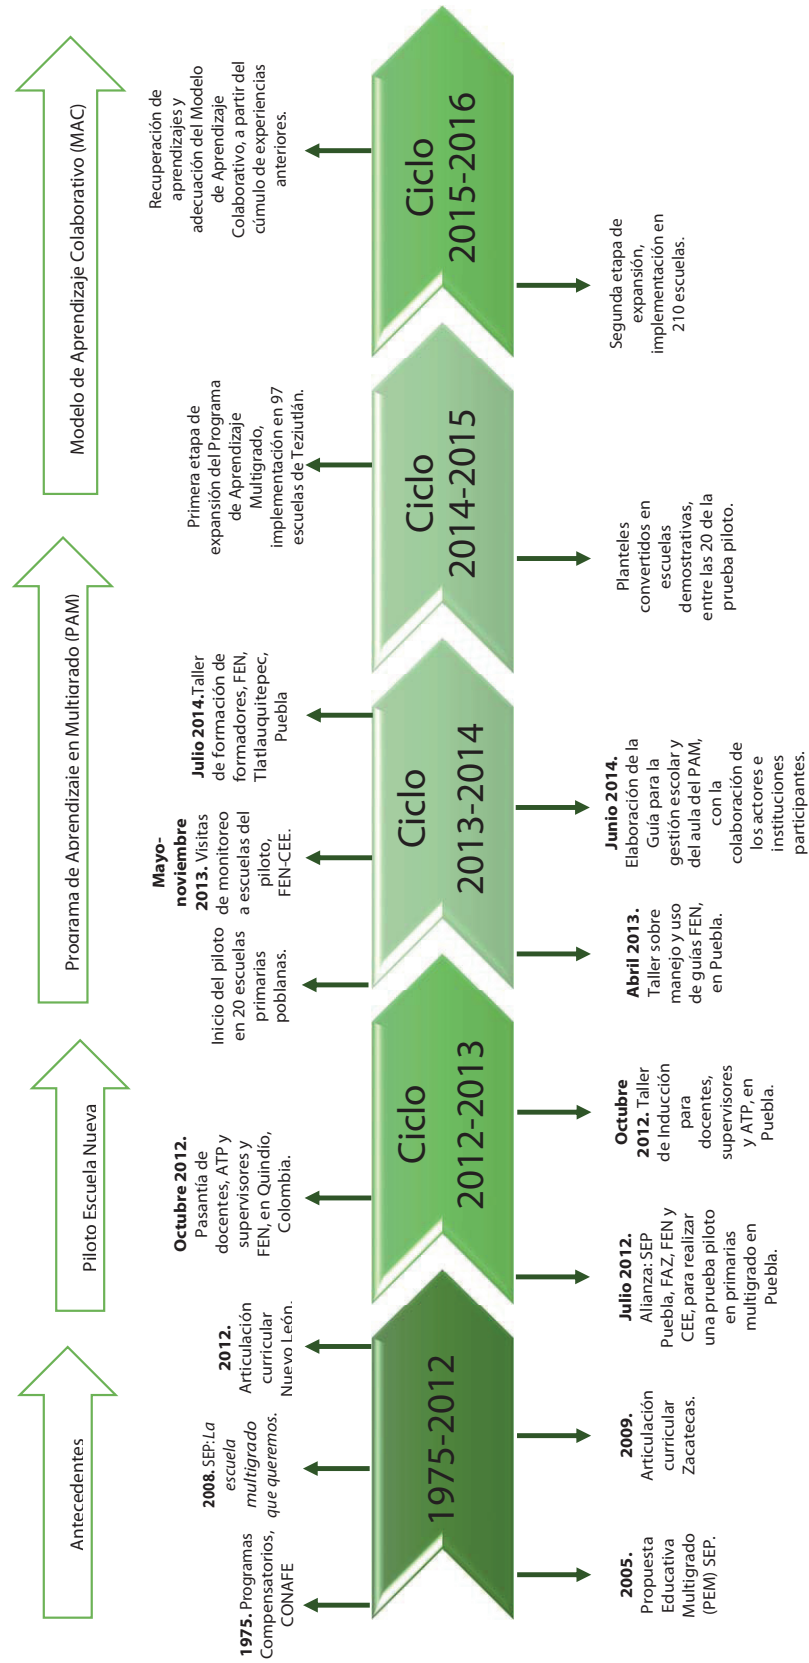 Antecedentes
Piloto Escuela Nueva
Programa de Aprendizaje en Multigrado (PAM)
Modelo de Aprendizaje Colaborativo (MAC)
1975. Programas
Compensatorios,
CONAFE
2008. SEP: La
escuela
multigrado
que queremos.
2012.
Articulación
curricular
Nuevo León.
Octubre 2012.
Pasantía de
docentes, ATP y
supervisores y
FEN, en Quindío,
Colombia.
Inicio del piloto
en 20 escuelas
primarias
poblanas.
Mayo-
noviembre
2013. Visitas
de monitoreo
a escuelas del
piloto,
FEN-CEE.
Julio 2014.Taller
de formación de
formadores, FEN,
Tlatlauquitepec,
Puebla
Primera etapa de
expansión del Programa
de Aprendizaje
Multigrado,
implementación en 97
escuelas de Teziutlán.
Recuperación de
aprendizajes y
adecuación del Modelo
de Aprendizaje
Colaborativo, a partir del
cúmulo de experiencias
anteriores.
1975-2012
Ciclo
2012-2013
Ciclo
2013-2014
Ciclo
2014-2015
Ciclo
2015-2016
2005.
Propuesta
Educativa
Multigrado
(PEM) SEP.
2009.
Articulación
curricular
Zacatecas.
Julio 2012.
Alianza: SEP
Puebla, FAZ, FEN y
CEE, para realizar
una prueba piloto
en primarias
multigrado en
Puebla.
Octubre
2012. Taller
de Inducción
para
docentes,
supervisores
y ATP, en
Puebla.
Abril 2013.
Taller sobre
manejo y uso
de guías FEN,
en Puebla.
Junio 2014.
Elaboración de la
Guía para la
gestión escolar y
del aula del PAM,
con la
colaboración de
los actores e
instituciones
participantes.
Planteles
convertidos en
escuelas
demostrativas,
entre las 20 de la
prueba piloto.
Segunda etapa de
expansión,
implementación en
210 escuelas.